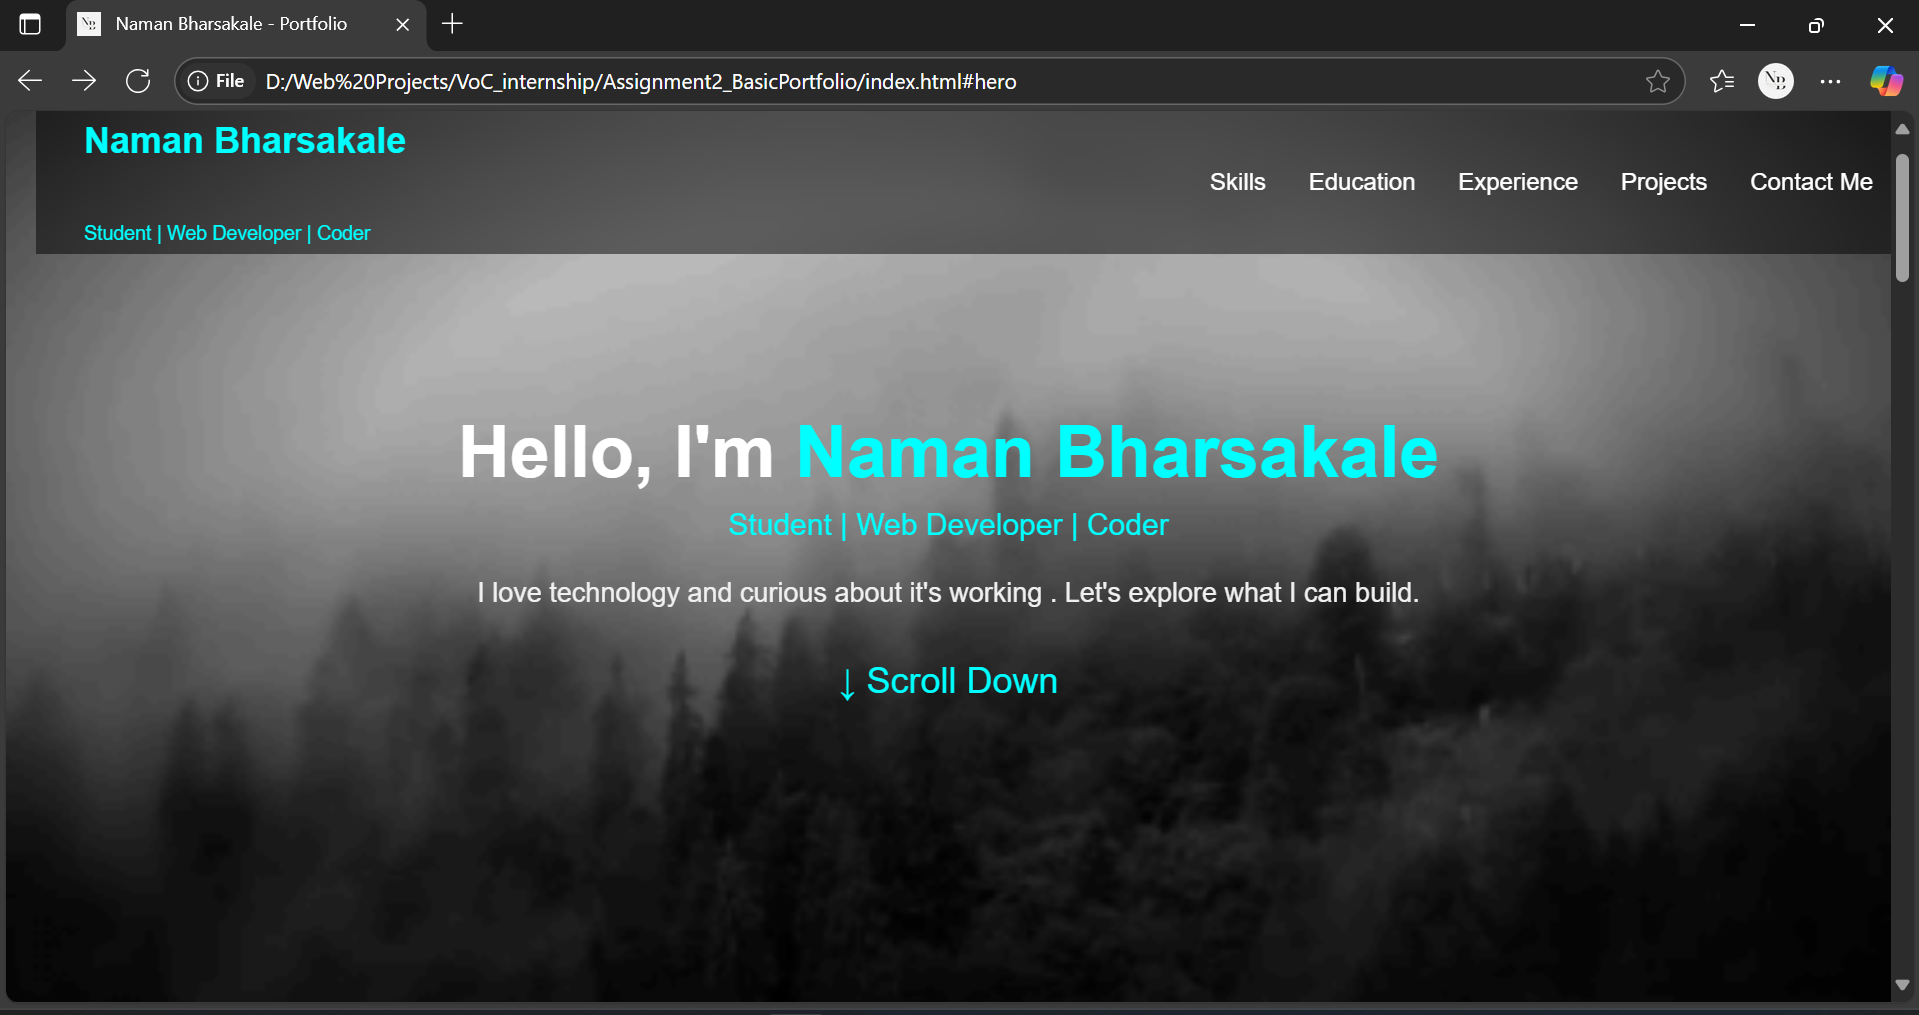 Naman Bharsakale - Portfolio
File D:/Web%20Projects/VoC_internship/Assignment2_BasicPortfolio/index.html#hero
NB
Naman Bharsakale
Skills Education Experience Projects Contact Me
Student | Web Developer | Coder
Hello, I'm Naman Bharsakale
Student | Web Developer | Coder
I love technology and curious about it's working . Let's explore what I can build.
↓ Scroll Down